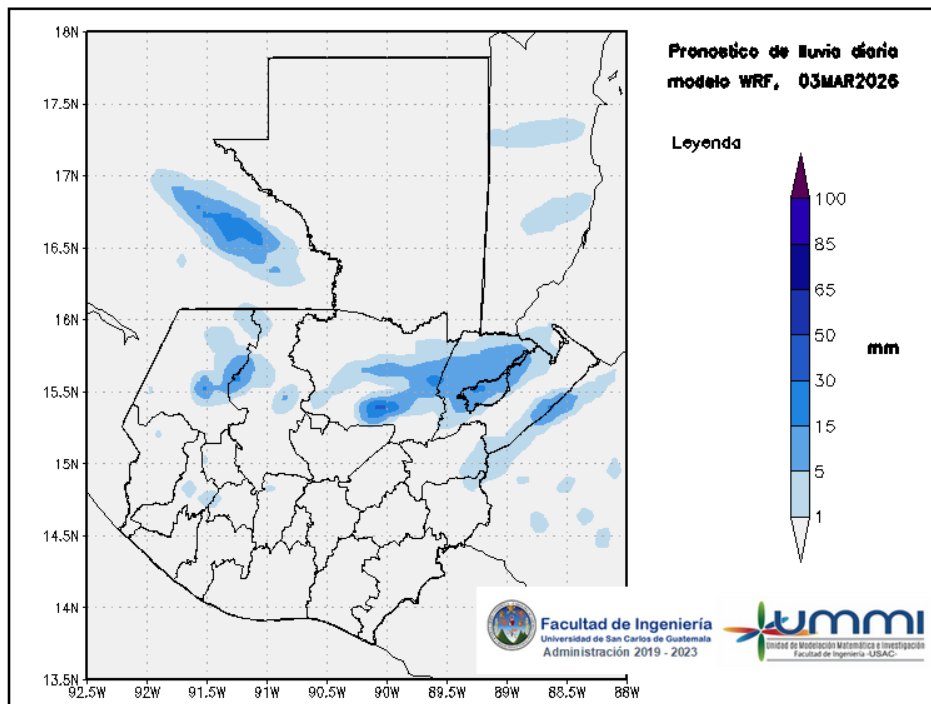 Pronostico de lluvia diaria
modelo WRF, 03MAR2026
Leyenda
100
85
65
50
30
15
5
1
mm
18N
17.5N
17N
16.5N
16N
15.5N
15N
14.5N
14N
13.5N
92.5W
92W
91.5W
91W
90.5W
90W
89.5W
89W
88.5W
88W
Facultad de Ingeniería
Universidad de San Carlos de Guatemala
Administración 2019 - 2023
ummi
Unidad de Modelación Matemática e Investigación
Facultad de Ingeniería -USAC-